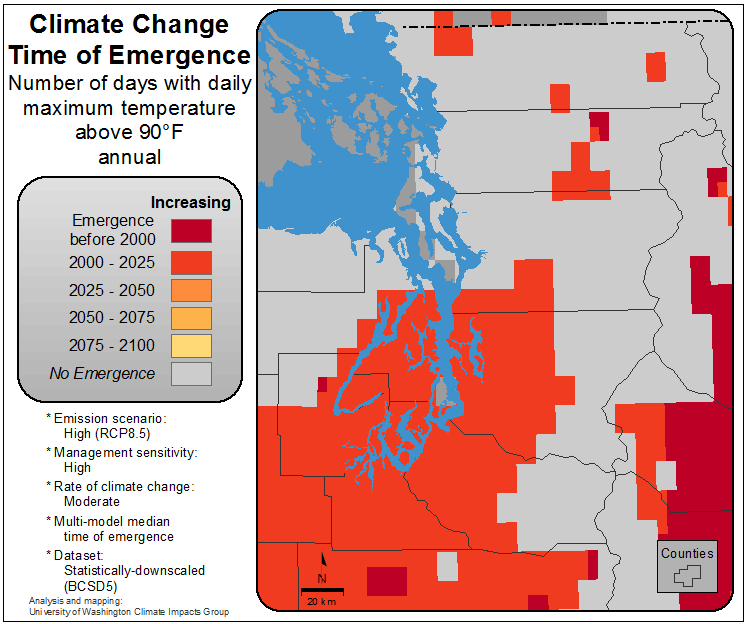 Climate Change
Time of Emergence
Number of days with daily
maximum temperature
above 90°F
annual
Increasing
Emergence
before 2000
2000 - 2025
2025 - 2050
2050 - 2075
2075 - 2100
No Emergence
* Emission scenario:
High (RCP8.5)
* Management sensitivity:
High
* Rate of climate change:
Moderate
* Multi-model median
time of emergence
* Dataset:
Statistically-downscaled
(BCSD5)
Analysis and mapping:
University of Washington Climate Impacts Group
N
20 km
Counties